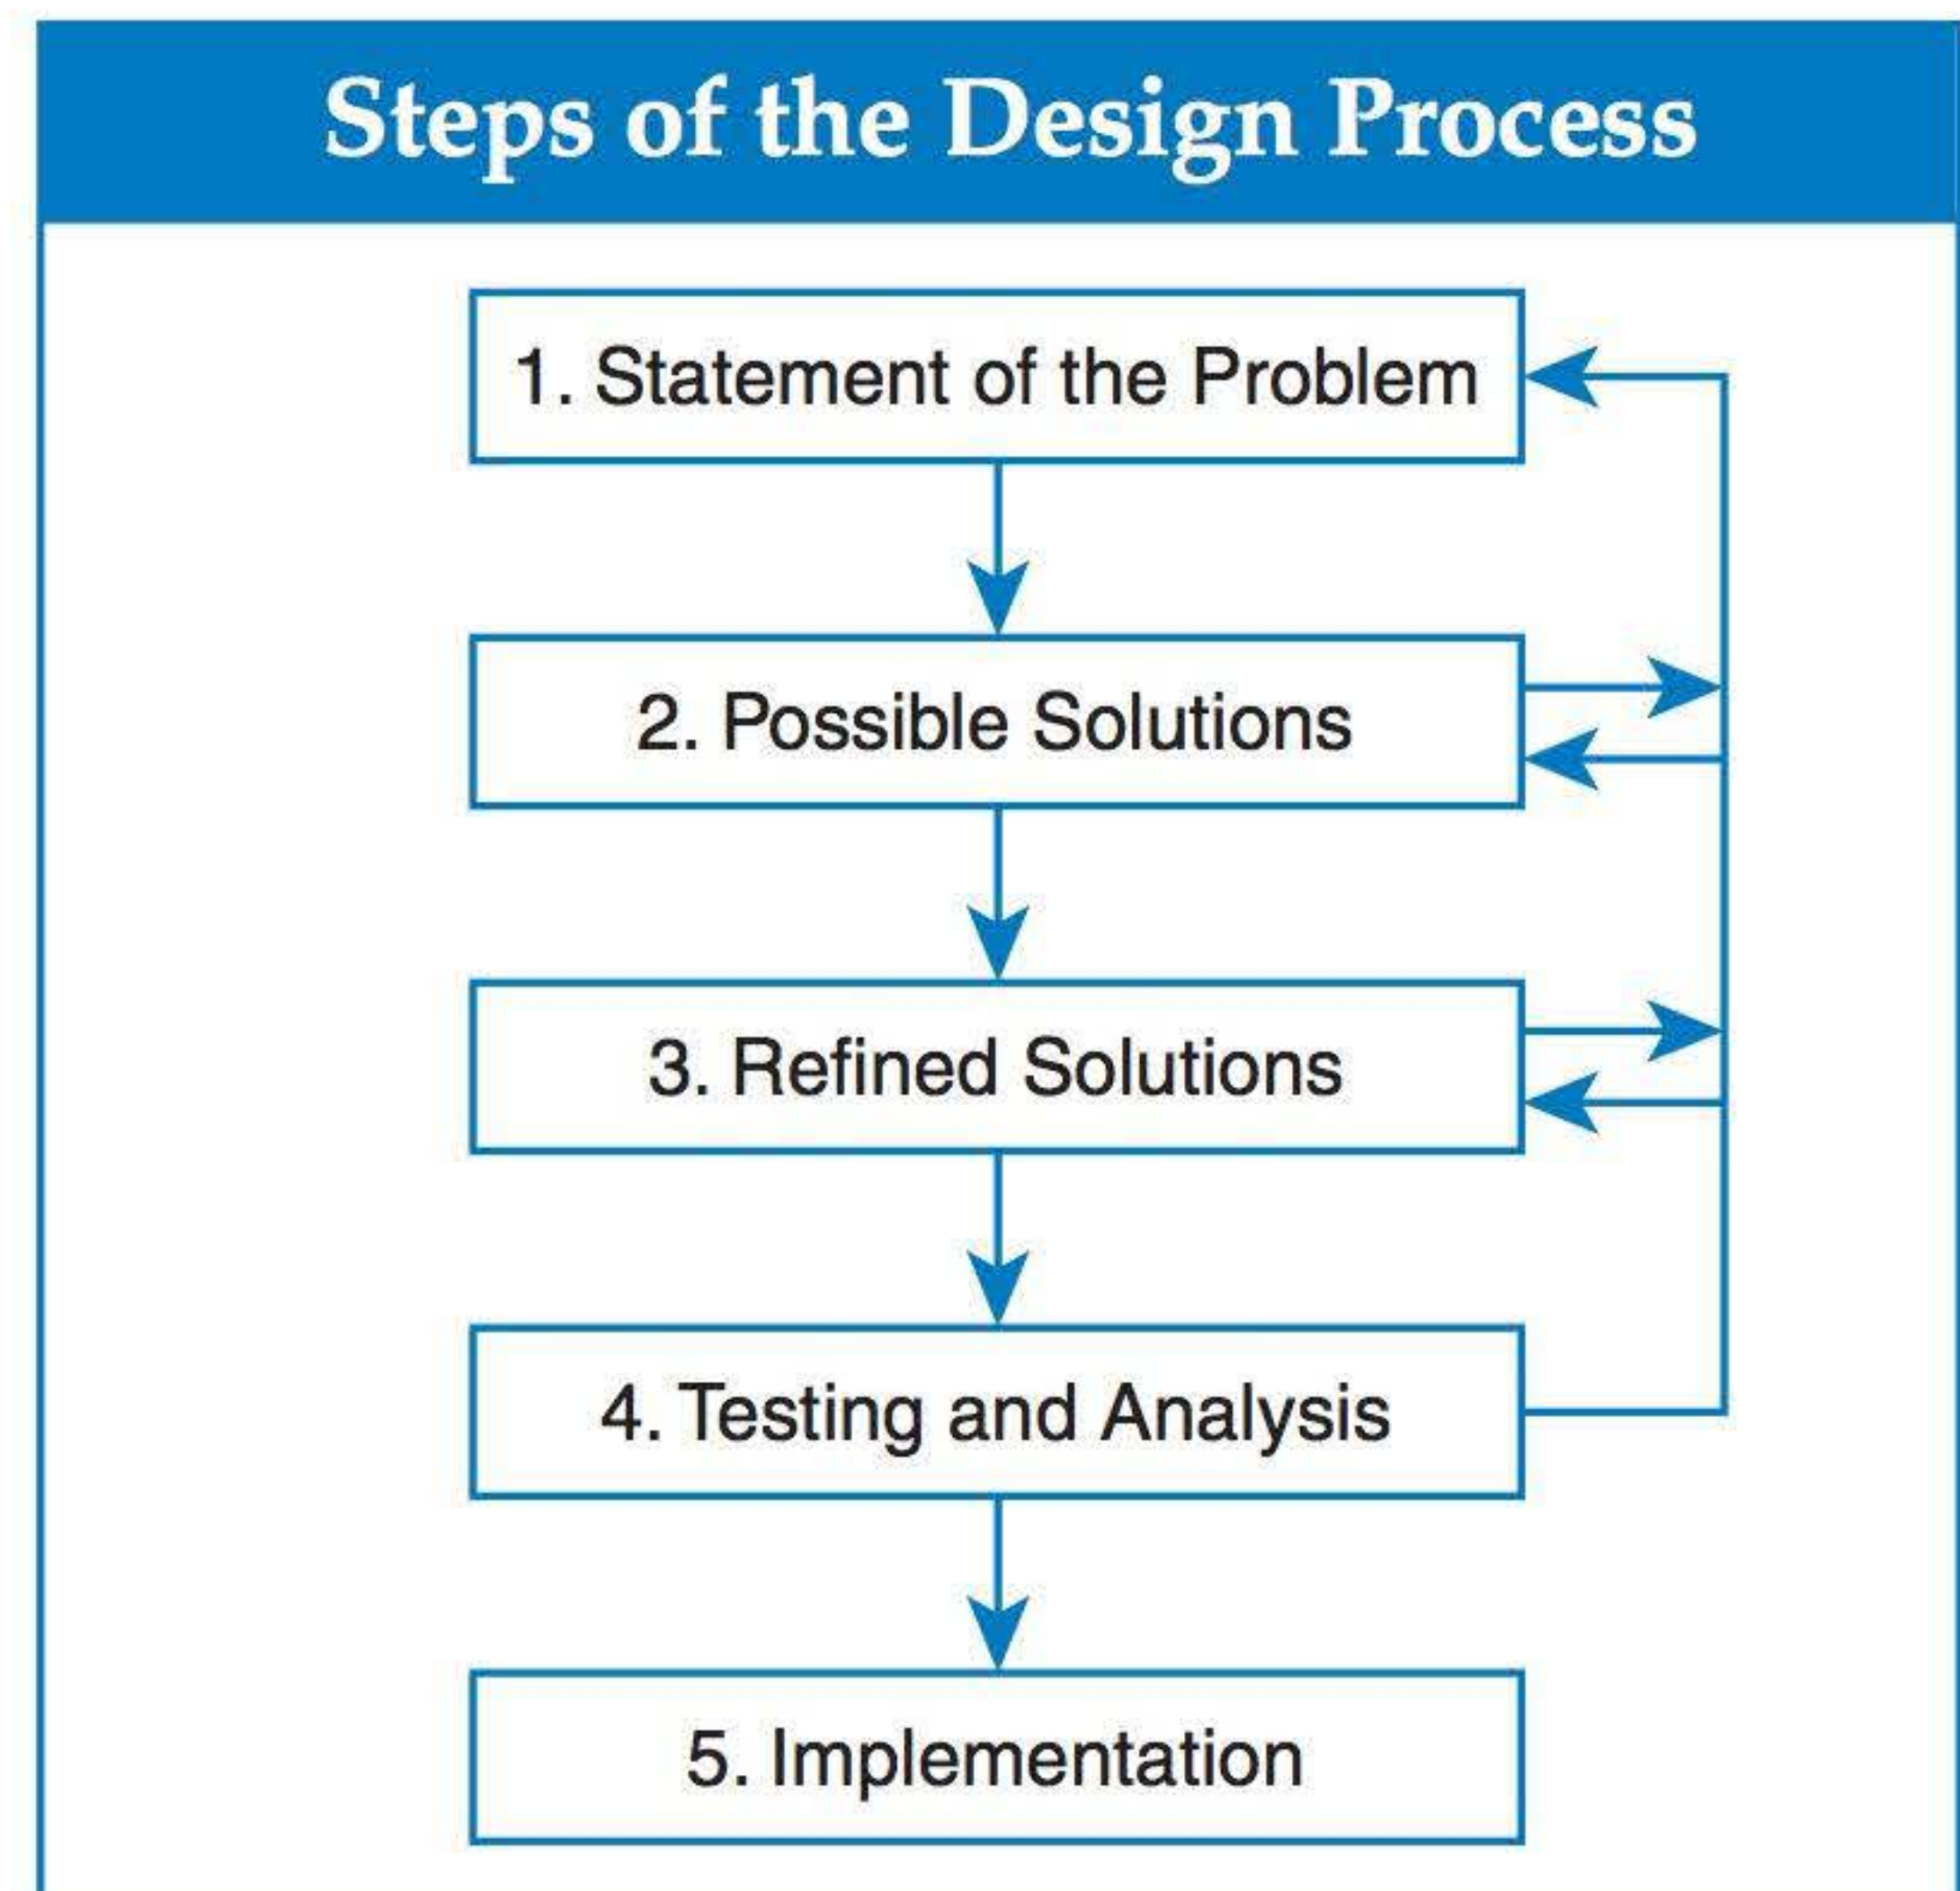 Steps of the Design Process
1. Statement of the Problem
2. Possible Solutions
3. Refined Solutions
4. Testing and Analysis
5. Implementation